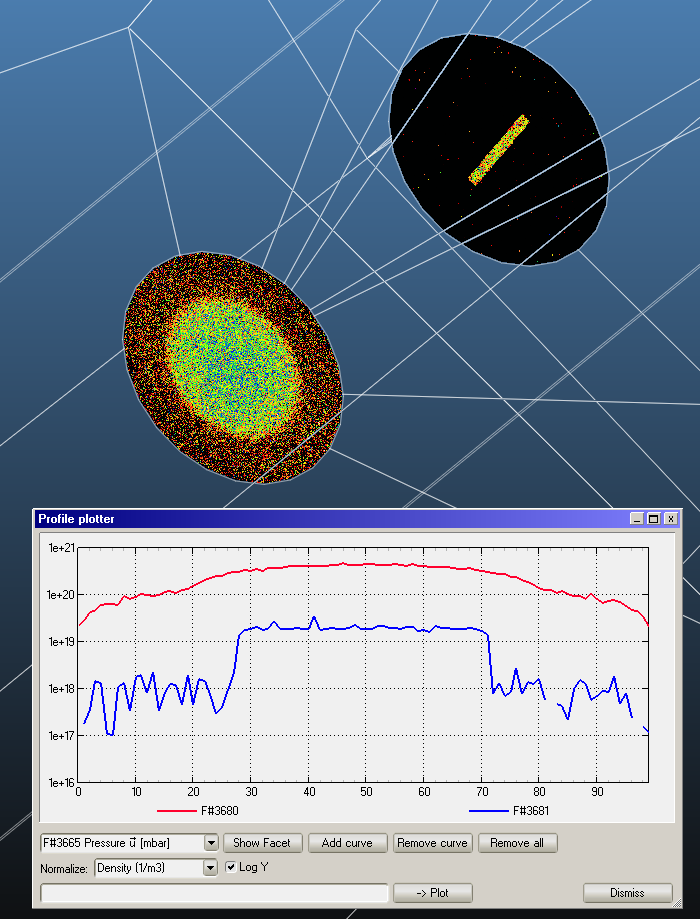 Profile plotter
1e+21
1e+20
1e+19
1e+18
1e+17
1e+16
0 10 20 30 40 50 60 70 80 90
F#3680 F#3681
F#3665 Pressure ū [mbar] Show Facet Add curve Remove curve Remove all
Normalize: Density (1/m3) Log Y
-> Plot Dismiss